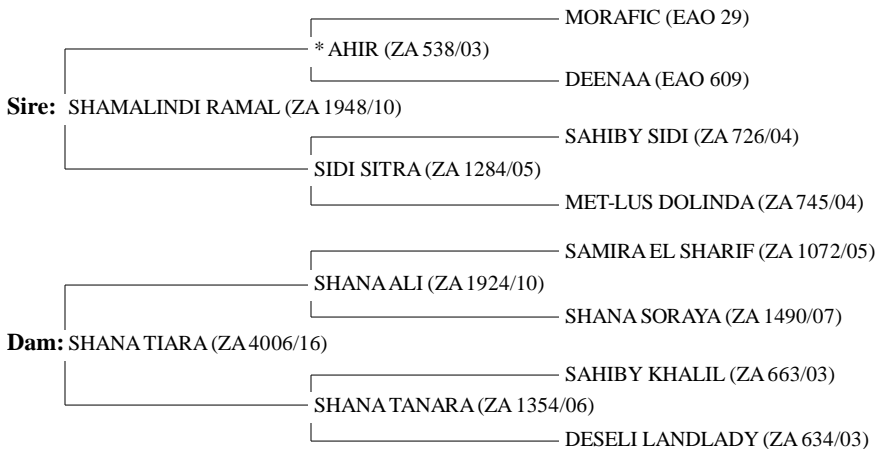 MORAFIC (EAO 29)
* AHIR (ZA 538/03)
DEENAA (EAO 609)
Sire: SHAMALINDI RAMAL (ZA 1948/10)
SAHIBY SIDI (ZA 726/04)
SIDI SITRA (ZA 1284/05)
MET-LUS DOLINDA (ZA 745/04)
SAMIRA EL SHARIF (ZA 1072/05)
SHANA ALI (ZA 1924/10)
SHANA SORAYA (ZA 1490/07)
Dam: SHANA TIARA (ZA 4006/16)
SAHIBY KHALIL (ZA 663/03)
SHANA TANARA (ZA 1354/06)
DESELI LANDLADY (ZA 634/03)